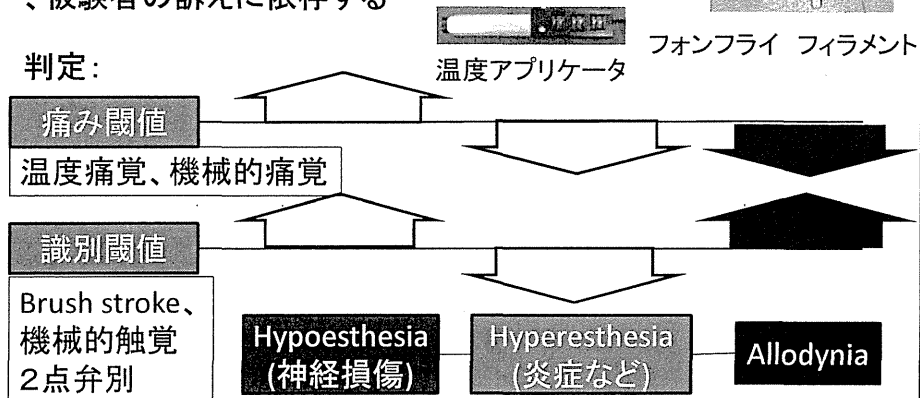 、被験者の訴えに依存する
温度アプリケータ
フォンフライ フィラメント
判定：
痛み閾値
温度痛覚、機械的痛覚
識別閾値
Brush stroke、
機械的触覚
２点弁別
Hypoesthesia
(神経損傷)
Hyperesthesia
(炎症など)
Allodynia